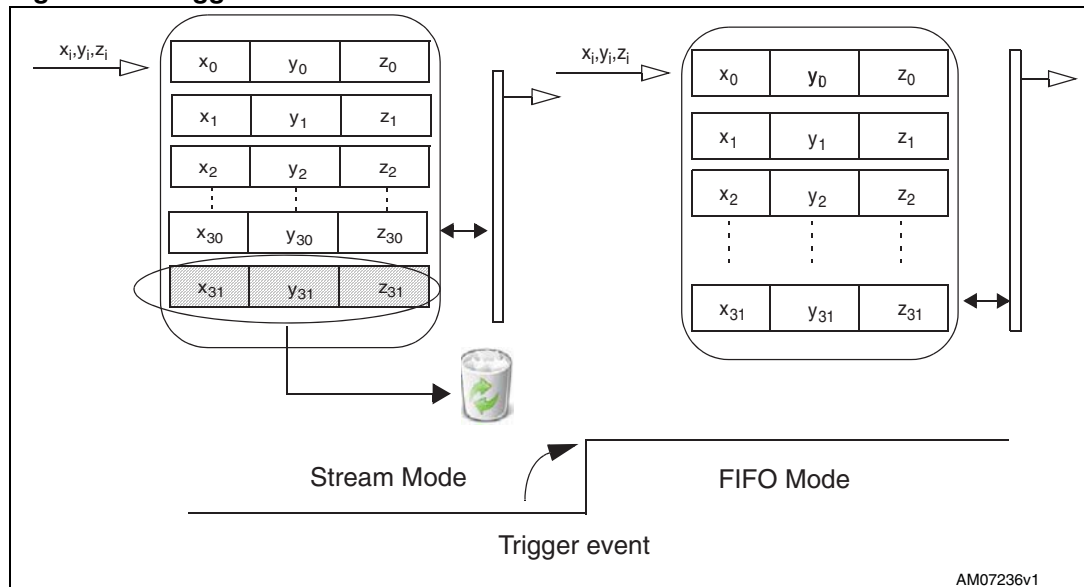 xᵢ,yᵢ,zᵢ
x₀ y₀ z₀
x₁ y₁ z₁
x₂ y₂ z₂
x₃₀ y₃₀ z₃₀
x₃₁ y₃₁ z₃₁
xᵢ,yᵢ,zᵢ
x₀ z₀
x₁ y₁ z₁
x₂ y₂ z₂
x₃₁ y₃₁ z₃₁
Stream Mode
FIFO Mode
Trigger event
AM07236v1